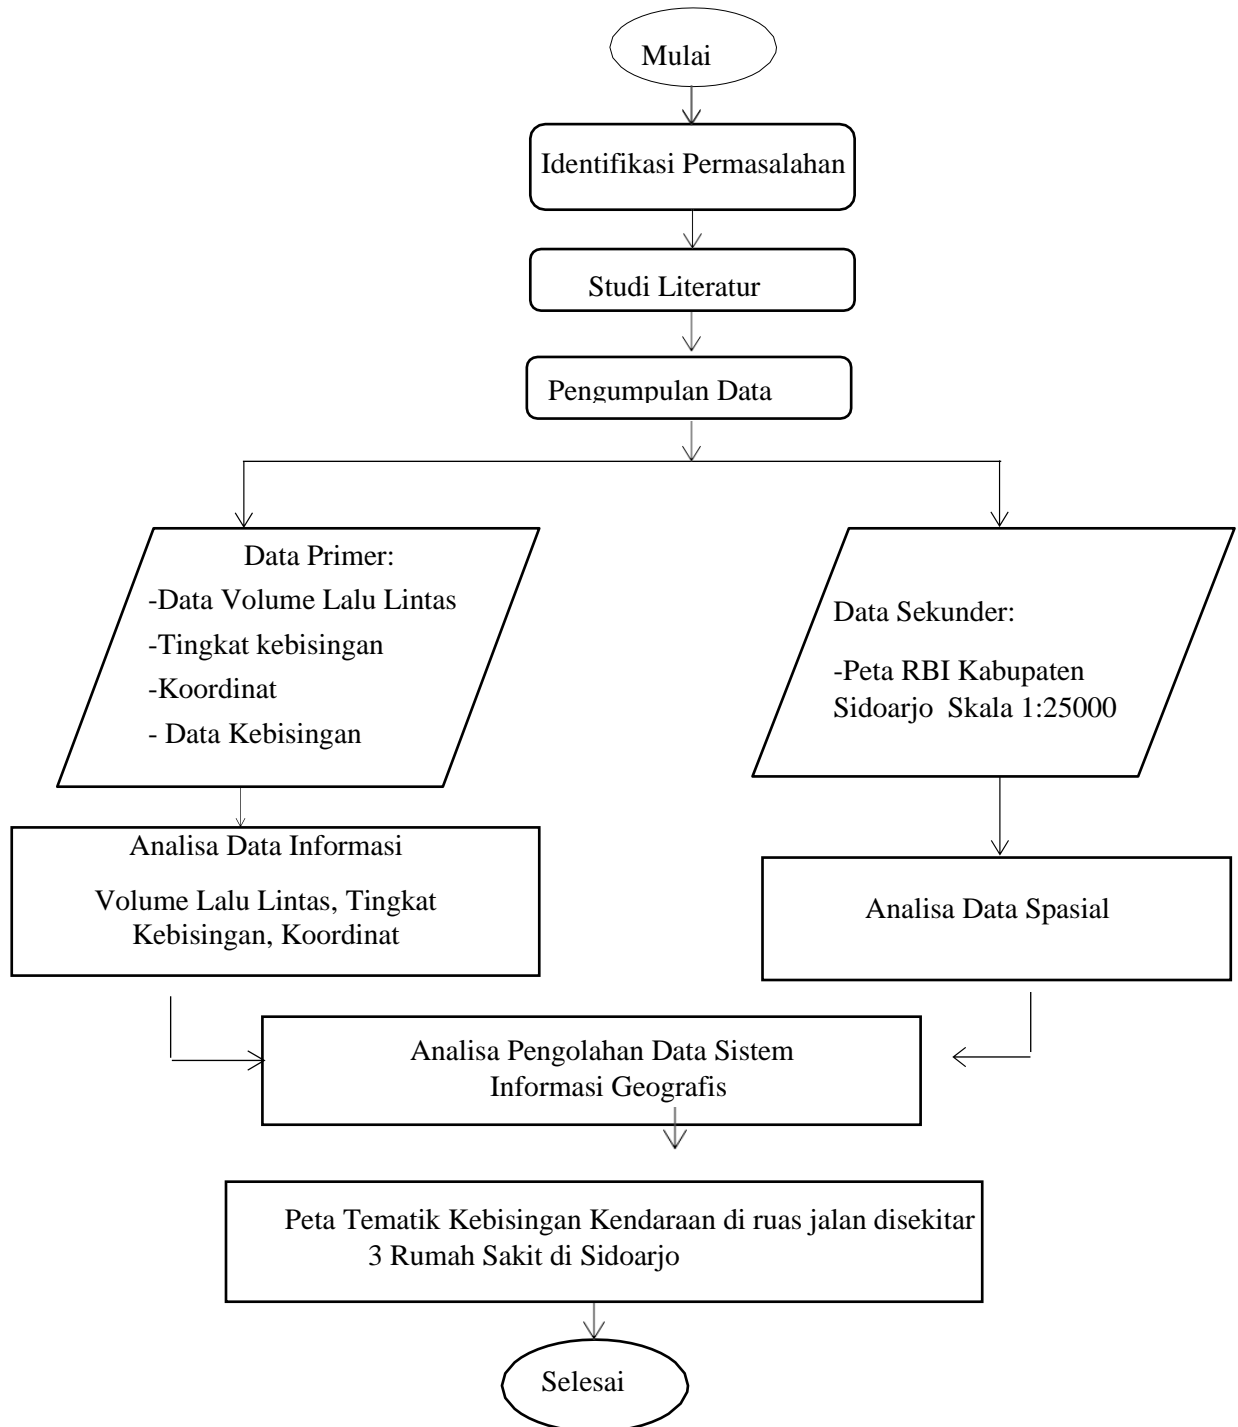 Mulai
Identifikasi Permasalahan
Studi Literatur
Pengumpulan Data
Data Primer:
-Data Volume Lalu Lintas
-Tingkat kebisingan
-Koordinat
- Data Kebisingan
Data Sekunder:
-Peta RBI Kabupaten
Sidoarjo Skala 1:25000
Analisa Data Informasi
Volume Lalu Lintas, Tingkat
Kebisingan, Koordinat
Analisa Data Spasial
Analisa Pengolahan Data Sistem
Informasi Geografis
Peta Tematik Kebisingan Kendaraan di ruas jalan disekitar
3 Rumah Sakit di Sidoarjo
Selesai